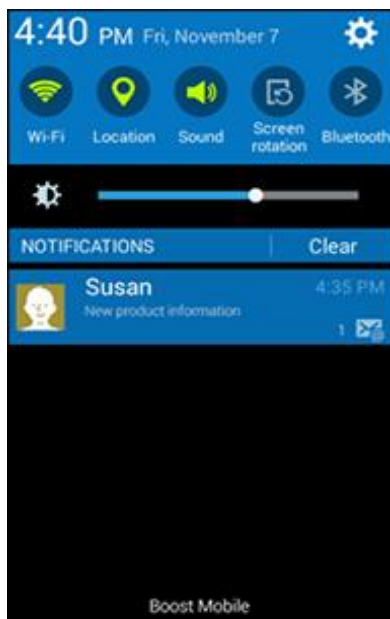 4:40 PM Fri, November 7
Wi-Fi Location Sound Screen rotation Bluetooth
NOTIFICATIONS Clear
Susan 4:35 PM
New product information
1
Boost Mobile